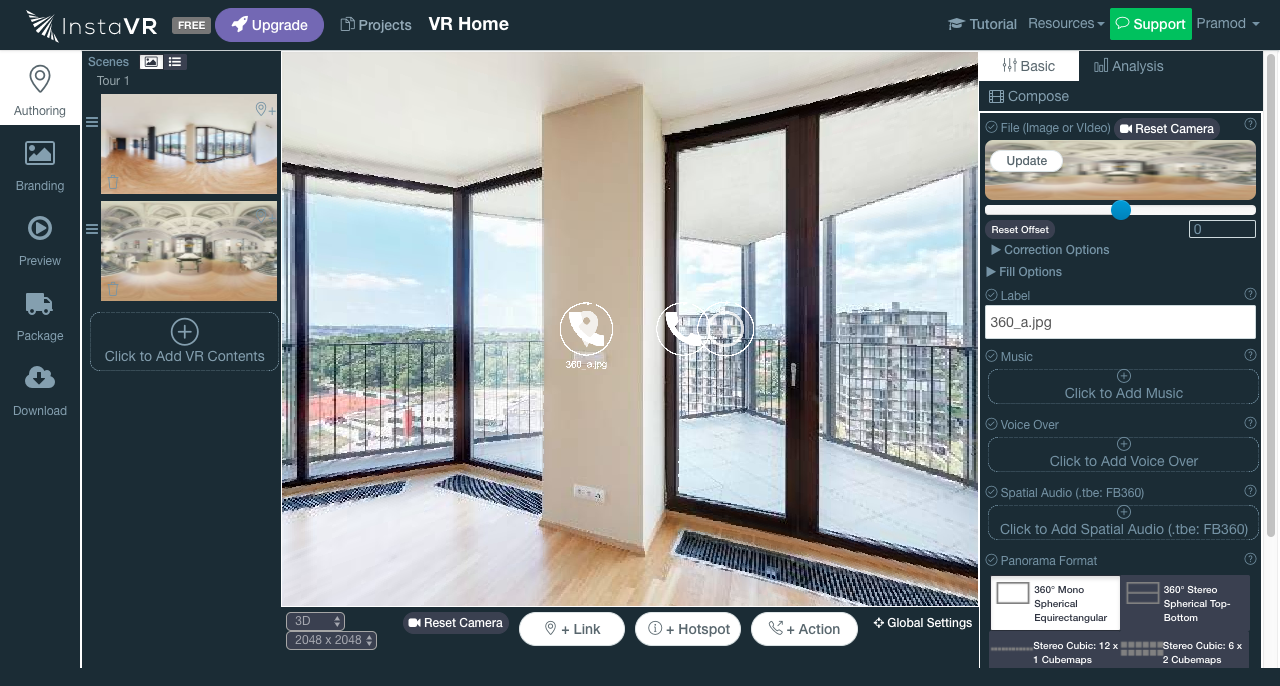 InstaVR
FREE
Upgrade
Projects
VR Home
Tutorial
Resources
Support
Pramod
Authoring
Branding
Preview
Package
Download
Scenes
Tour 1
Click to Add VR Contents
360_a.jpg
3D
2048 x 2048
Reset Camera
+ Link
+ Hotspot
+ Action
Global Settings
Basic
Analysis
Compose
File (Image or VIdeo)
Reset Camera
Update
Reset Offset
0
Correction Options
Fill Options
Label
360_a.jpg
Music
Click to Add Music
Voice Over
Click to Add Voice Over
Spatial Audio (.tbe: FB360)
Click to Add Spatial Audio (.tbe: FB360)
Panorama Format
360° Mono
Spherical
Equirectangular
360° Stereo
Spherical Top-
Bottom
Stereo Cubic: 12 x
1 Cubemaps
Stereo Cubic: 6 x
2 Cubemaps